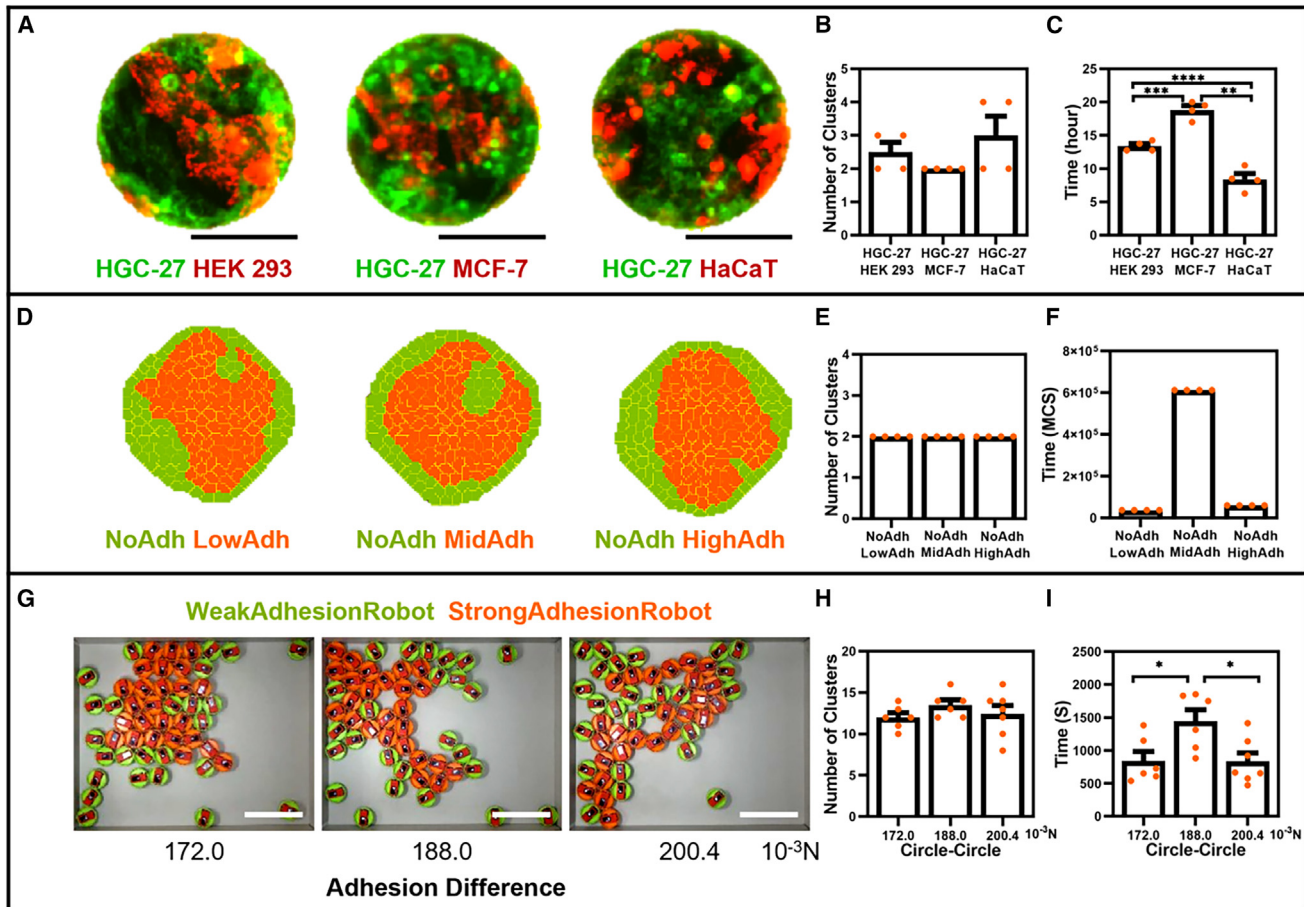 A
HGC-27 HEK 293
HGC-27 MCF-7
HGC-27 HaCaT
B
Number of Clusters
5
4
3
2
1
0
HGC-27 HGC-27 HGC-27
HEK 293 MCF-7 HaCaT
C
Time (hour)
25
20
15
10
5
0
****
*** **
HGC-27 HGC-27 HGC-27
HEK 293 MCF-7 HaCaT
D
NoAdh LowAdh
NoAdh MidAdh
NoAdh HighAdh
E
Number of Clusters
4
3
2
1
0
NoAdh NoAdh NoAdh
LowAdh MidAdh HighAdh
F
Time (MCS)
8×10⁵
6×10⁵
4×10⁵
2×10⁵
0
NoAdh NoAdh NoAdh
LowAdh MidAdh HighAdh
G
WeakAdhesionRobot StrongAdhesionRobot
172.0 188.0 200.4 10⁻³N
Adhesion Difference
H
Number of Clusters
20
15
10
5
0
172.0 188.0 200.4 10⁻³N
Circle-Circle
I
Time (S)
2500
2000
1500
1000
500
0
* *
172.0 188.0 200.4 10⁻³N
Circle-Circle